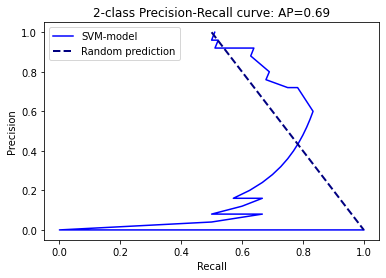 2-class Precision-Recall curve: AP=0.69
SVM-model
Random prediction
Precision
1.0
0.8
0.6
0.4
0.2
0.0
0.0 0.2 0.4 0.6 0.8 1.0
Recall